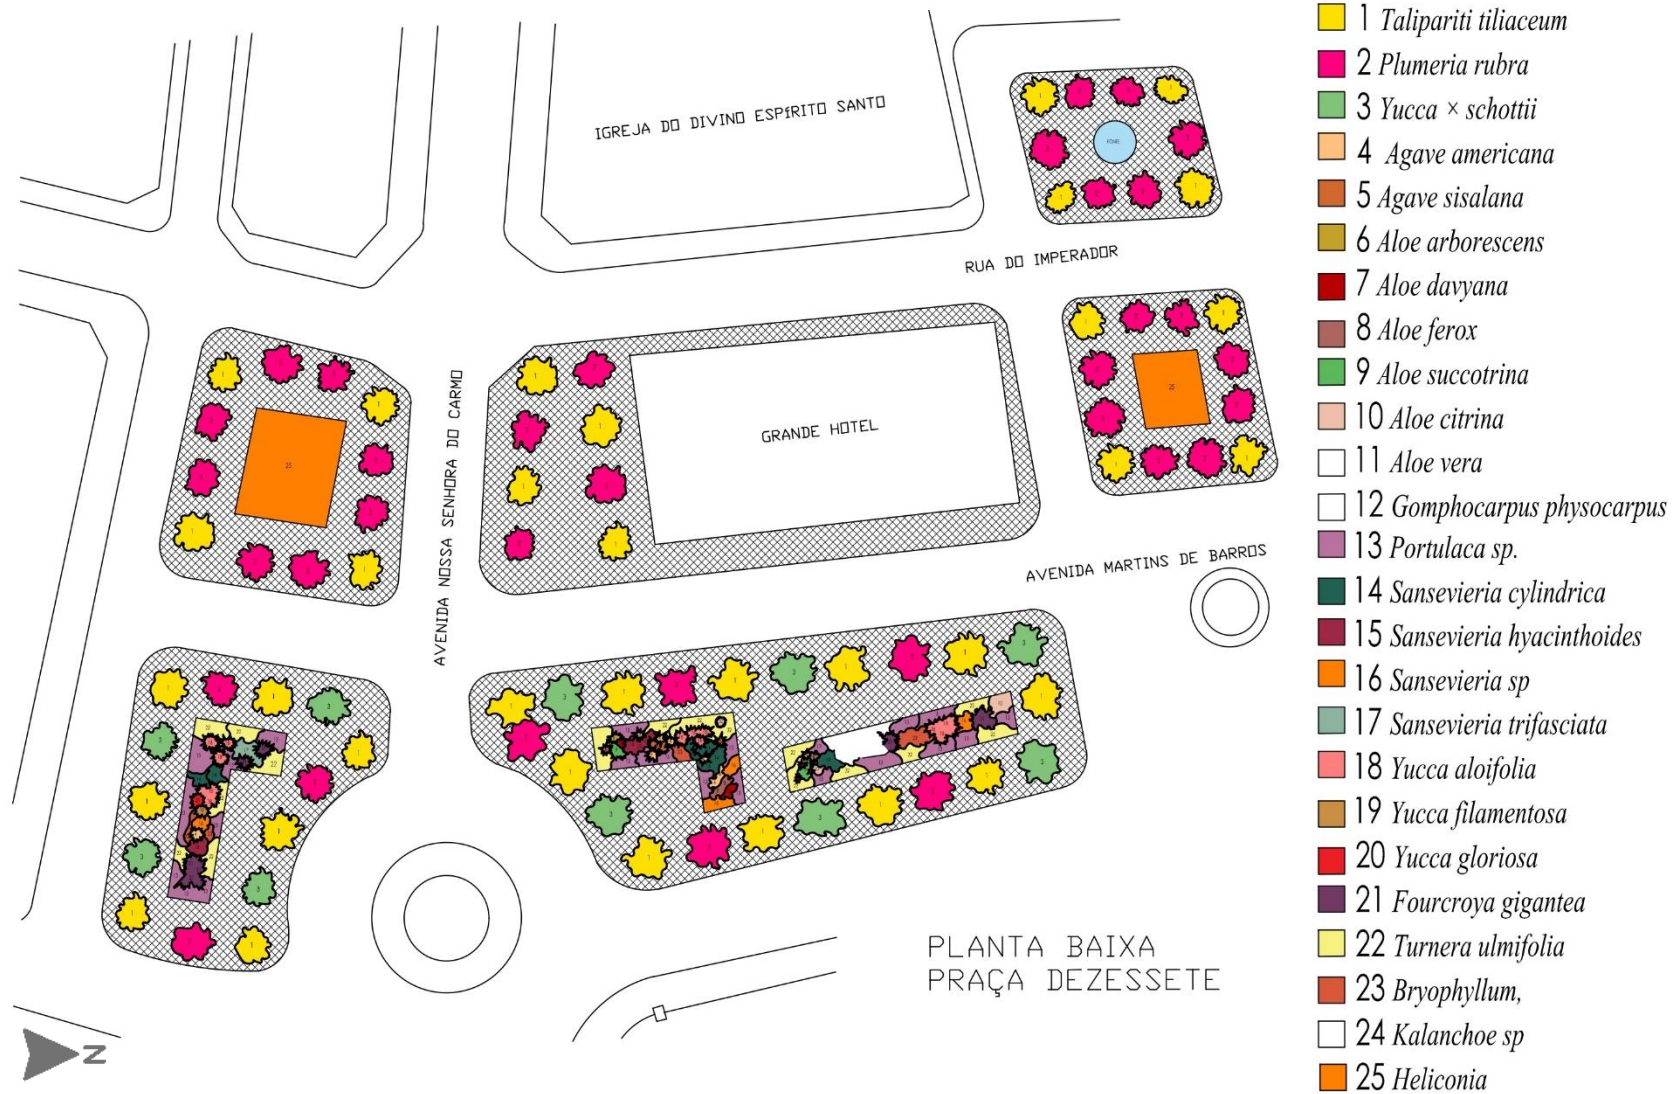 IGREJA DO DIVINO ESPÍRITO SANTO
RUA DO IMPERADOR
AVENIDA NOSSA SENHORA DO CARMO
GRANDE HOTEL
AVENIDA MARTINS DE BARROS
PLANTA BAIXA
PRAÇA DEZESSETE
N
1 Talipariti tiliaceum
2 Plumeria rubra
3 Yucca × schottii
4 Agave americana
5 Agave sisalana
6 Aloe arborescens
7 Aloe davyana
8 Aloe ferox
9 Aloe succotrina
10 Aloe citrina
11 Aloe vera
12 Gomphocarpus physocarpus
13 Portulaca sp.
14 Sansevieria cylindrica
15 Sansevieria hyacinthoides
16 Sansevieria sp
17 Sansevieria trifasciata
18 Yucca aloifolia
19 Yucca filamentosa
20 Yucca gloriosa
21 Fourcroya gigantea
22 Turnera ulmifolia
23 Bryophyllum,
24 Kalanchoe sp
25 Heliconia